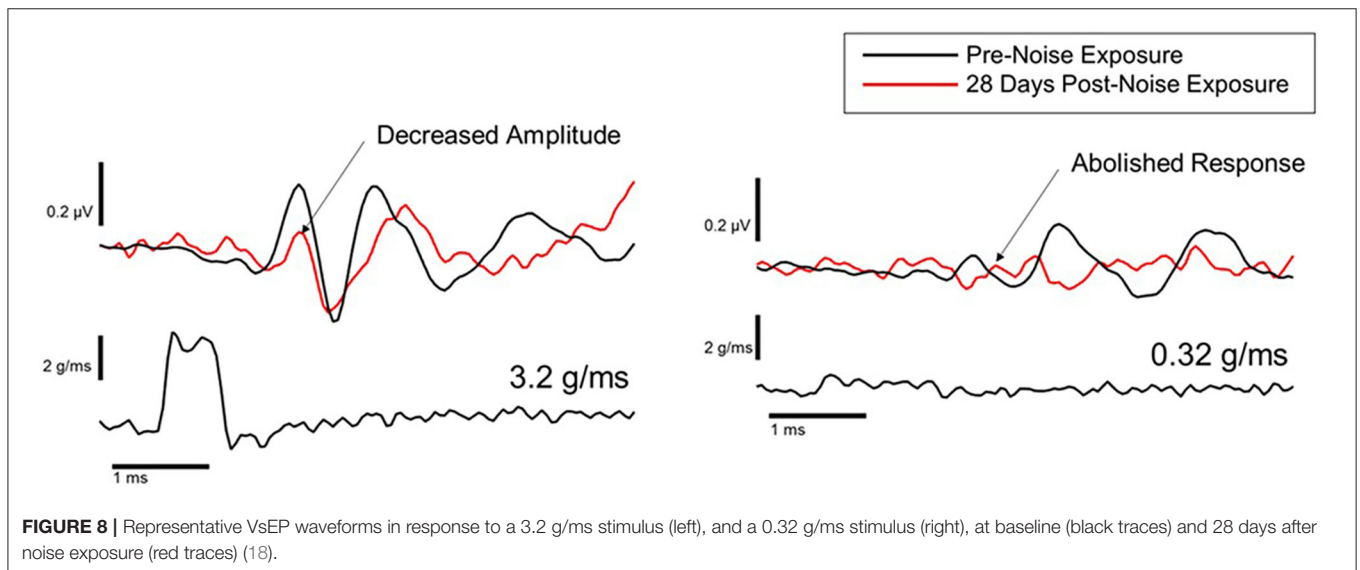 Pre-Noise Exposure
28 Days Post-Noise Exposure
Decreased Amplitude
0.2 µV
2 g/ms
3.2 g/ms
1 ms
Abolished Response
0.2 µV
2 g/ms
0.32 g/ms
1 ms
FIGURE 8 | Representative VsEP waveforms in response to a 3.2 g/ms stimulus (left), and a 0.32 g/ms stimulus (right), at baseline (black traces) and 28 days after
noise exposure (red traces) (18).